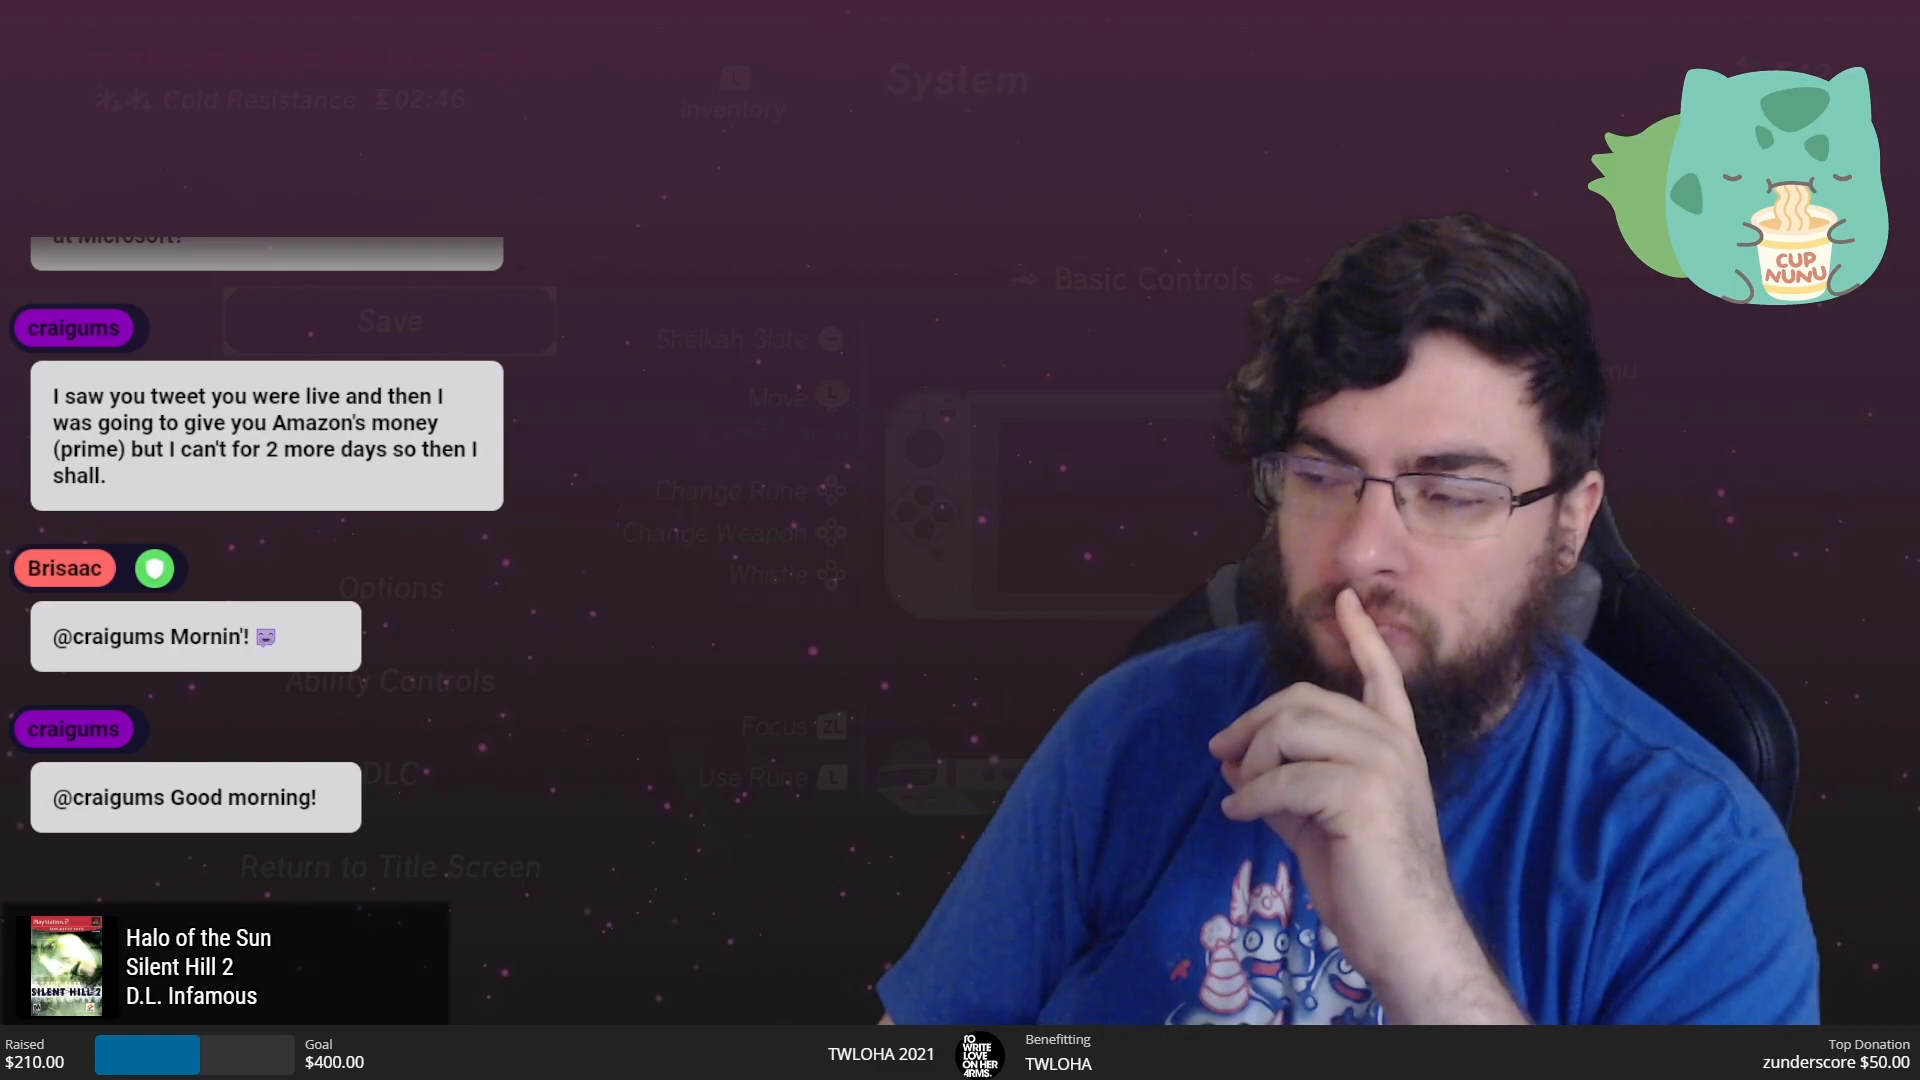 Cold Resistance 02:46
L
Inventory
System
at Microsoft?
craigums
Save
I saw you tweet you were live and then I
was going to give you Amazon's money
(prime) but I can't for 2 more days so then I
shall.
Brisaac
@craigums Mornin'!
craigums
@craigums Good morning!
Basic Controls
Sheikah Slate
Move L
Change Rune
Change Weapon
Whistle
Focus ZL
Use Rune L
Options
Ability Controls
DLC
Return to Title Screen
CUP
NUNU
PlayStation 2
SILENT HILL 2
Halo of the Sun
Silent Hill 2
D.L. Infamous
Raised
$210.00
Goal
$400.00
TWLOHA 2021
TO
WRITE
LOVE
ON HER
ARMS.
Benefitting
TWLOHA
Top Donation
zunderscore $50.00